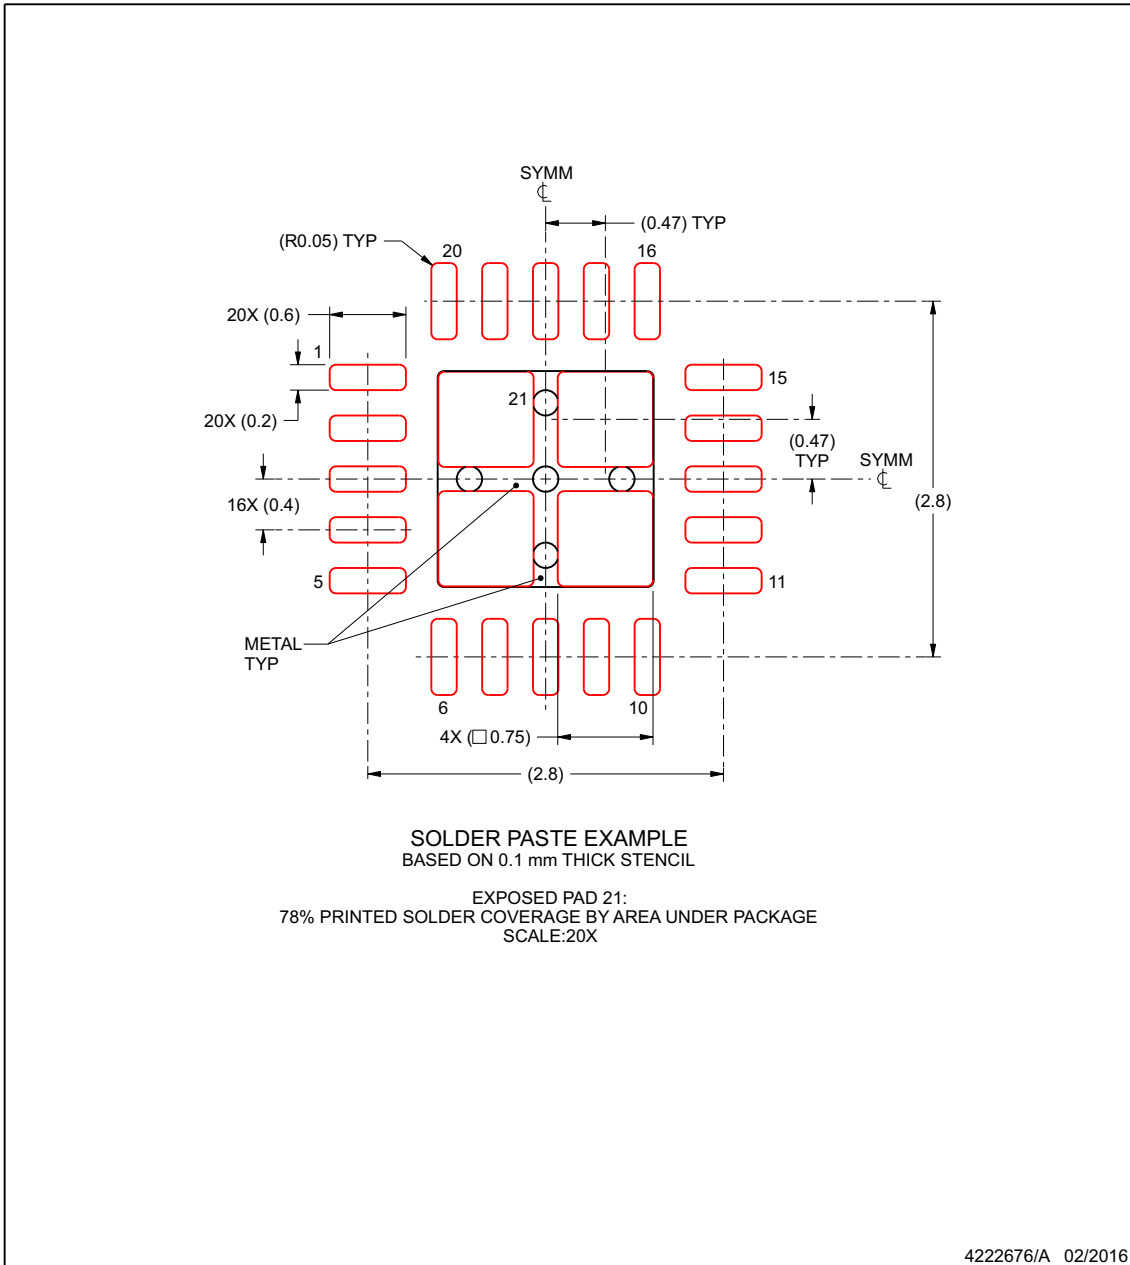 SYMM
℄
(0.47) TYP
(R0.05) TYP
20
16
20X (0.6)
1
15
21
20X (0.2)
(0.47)
TYP
SYMM
℄
16X (0.4)
(2.8)
5
11
METAL
TYP
6
10
4X (□ 0.75)
(2.8)
SOLDER PASTE EXAMPLE
BASED ON 0.1 mm THICK STENCIL
EXPOSED PAD 21:
78% PRINTED SOLDER COVERAGE BY AREA UNDER PACKAGE
SCALE:20X
4222676/A 02/2016